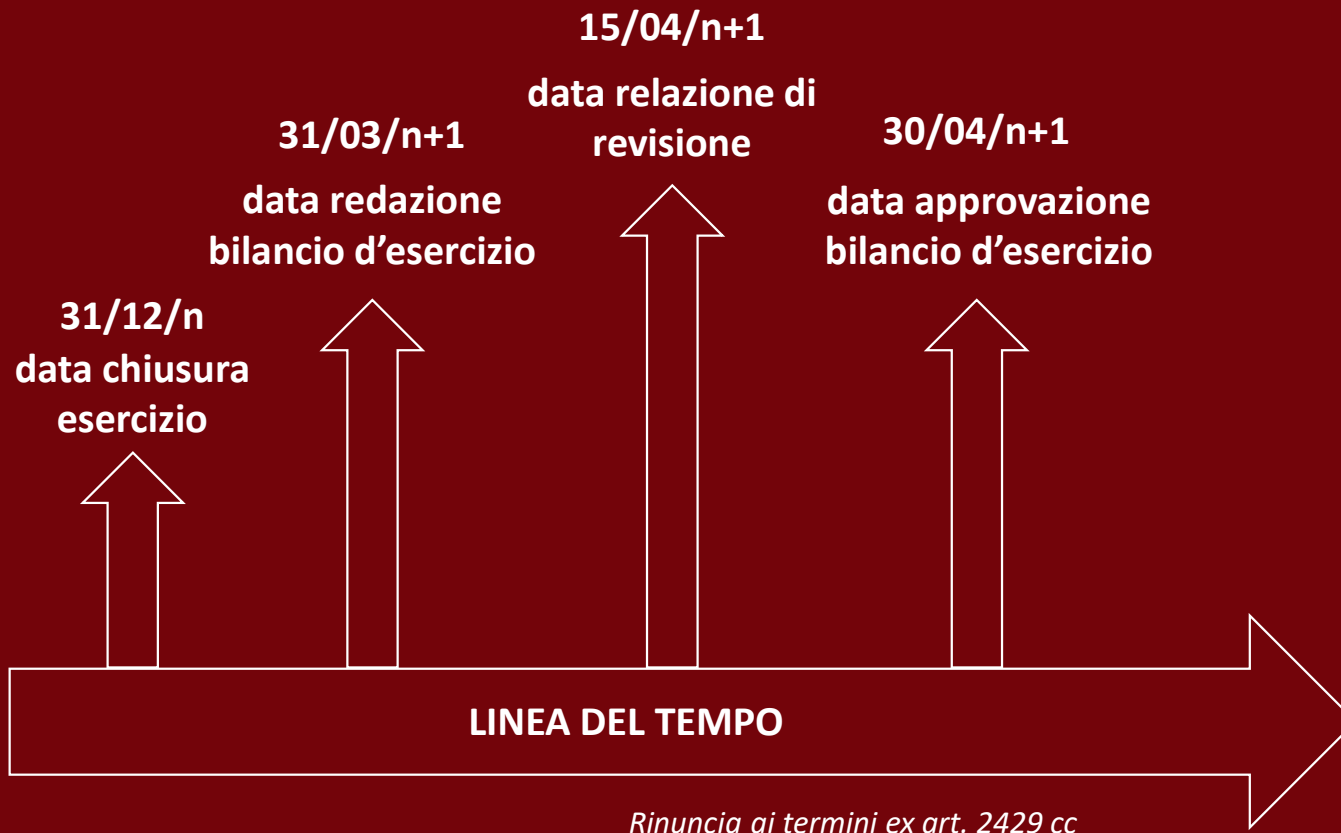 31/12/n
data chiusura
esercizio
31/03/n+1
data redazione
bilancio d’esercizio
15/04/n+1
data relazione di
revisione
30/04/n+1
data approvazione
bilancio d’esercizio
LINEA DEL TEMPO
Rinuncia ai termini ex art. 2429 cc